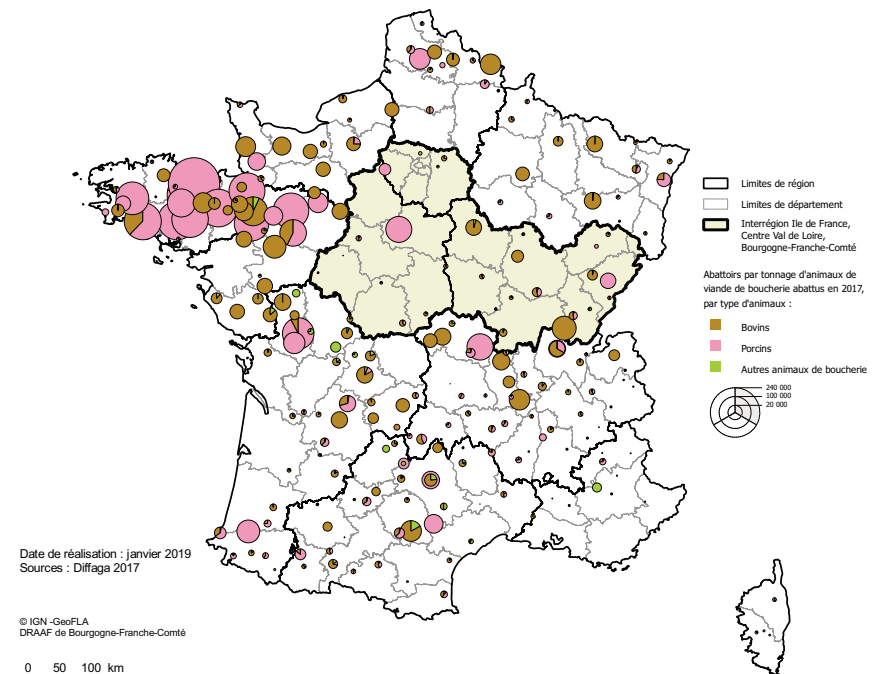 Limites de région
Limites de département
Interrégion Ile de France,
Centre Val de Loire,
Bourgogne-Franche-Comté
Abattoirs par tonnage d'animaux de
viande de boucherie abattus en 2017,
par type d'animaux :
Bovins
Porcins
Autres animaux de boucherie
240 000
100 000
20 000
Date de réalisation : janvier 2019
Sources : Diffaga 2017
© IGN -GeoFLA
DRAAF de Bourgogne-Franche-Comté
0 50 100 km